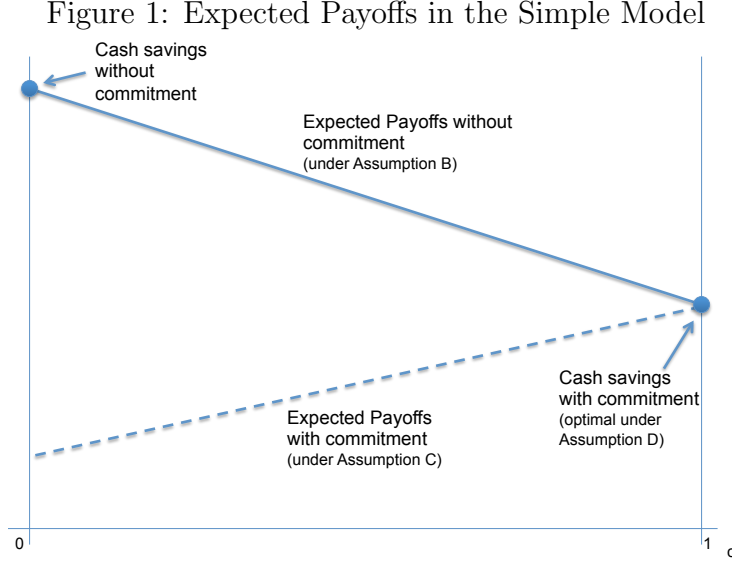 Figure 1: Expected Payoffs in the Simple Model
Cash savings
without
commitment
Expected Payoffs without
commitment
(under Assumption B)
Cash savings
with commitment
(optimal under
Assumption D)
Expected Payoffs
with commitment
(under Assumption C)
0
1